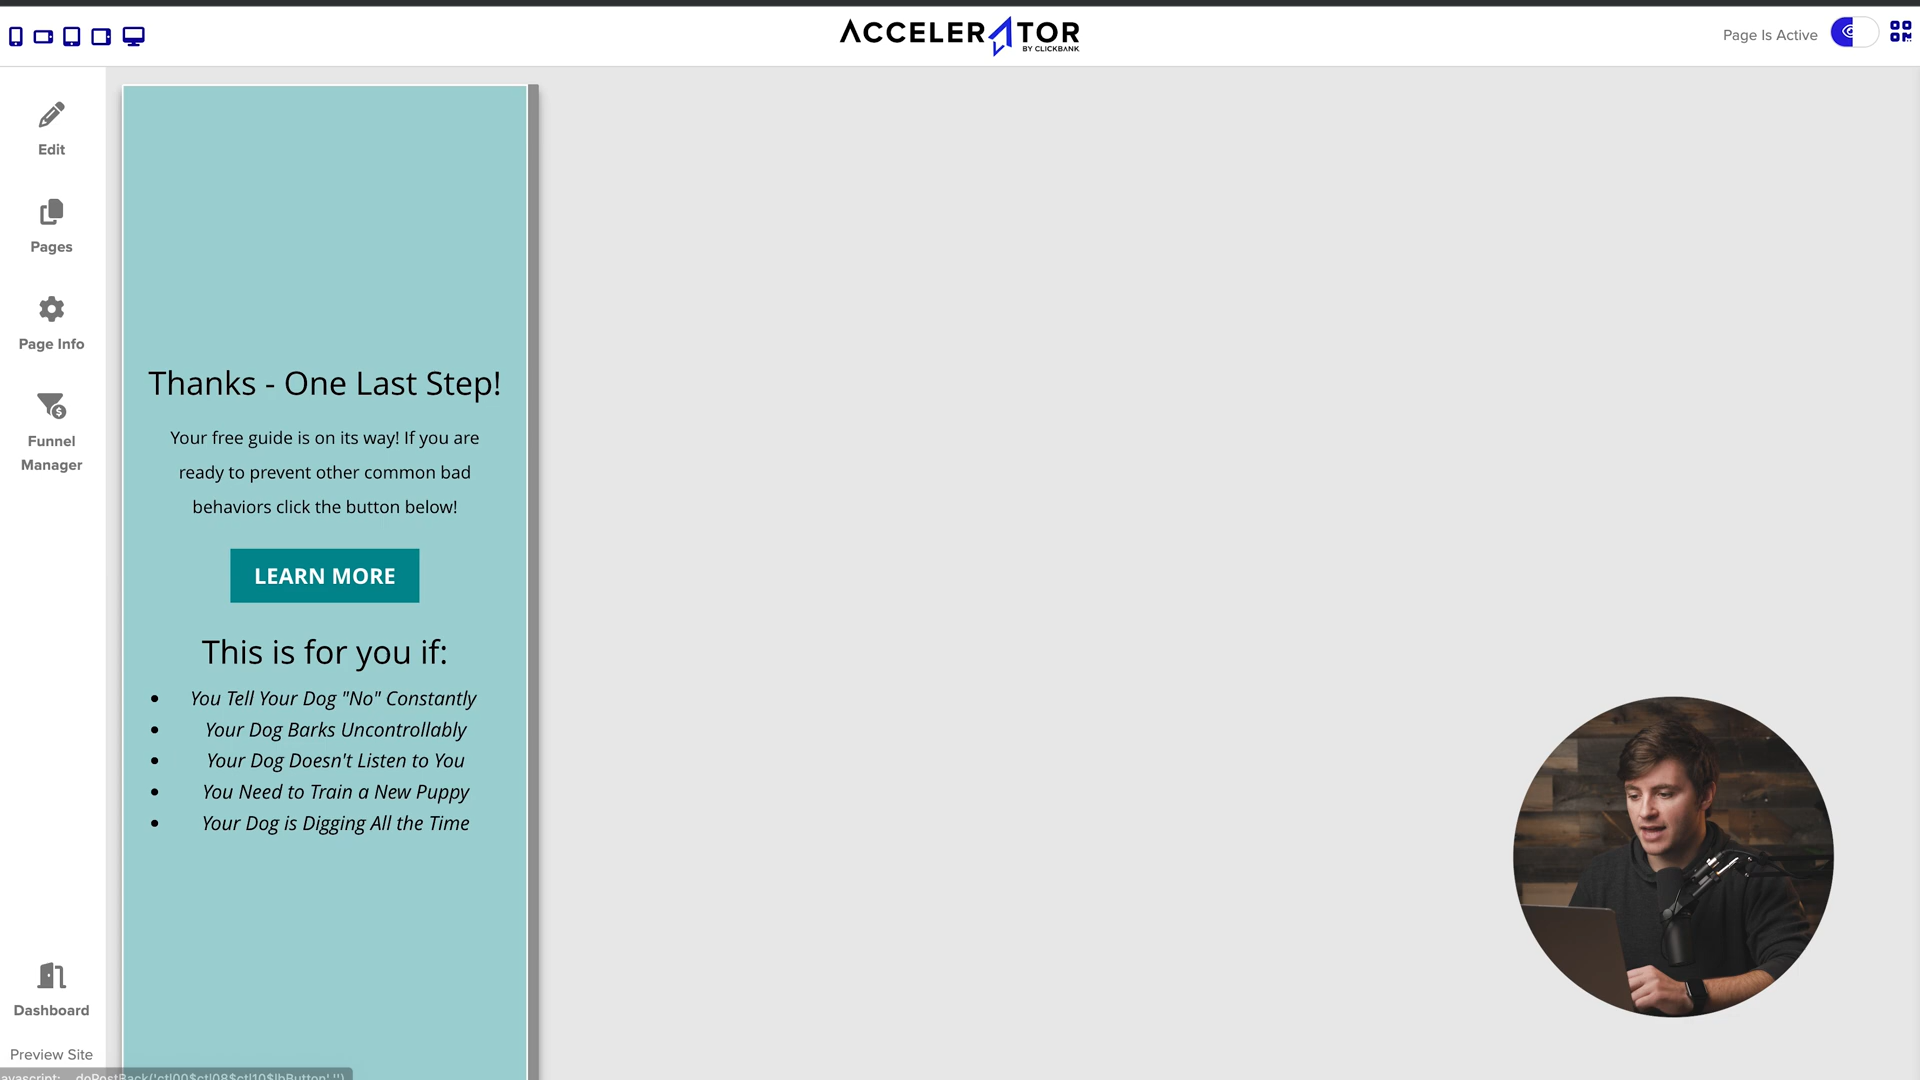 ACCELERATOR
BY CLICKBANK
Page Is Active
Edit
Pages
Page Info
Funnel
Manager
Dashboard
Preview Site
Thanks - One Last Step!
Your free guide is on its way! If you are
ready to prevent other common bad
behaviors click the button below!
LEARN MORE
This is for you if:
You Tell Your Dog "No" Constantly
Your Dog Barks Uncontrollably
Your Dog Doesn't Listen to You
You Need to Train a New Puppy
Your Dog is Digging All the Time